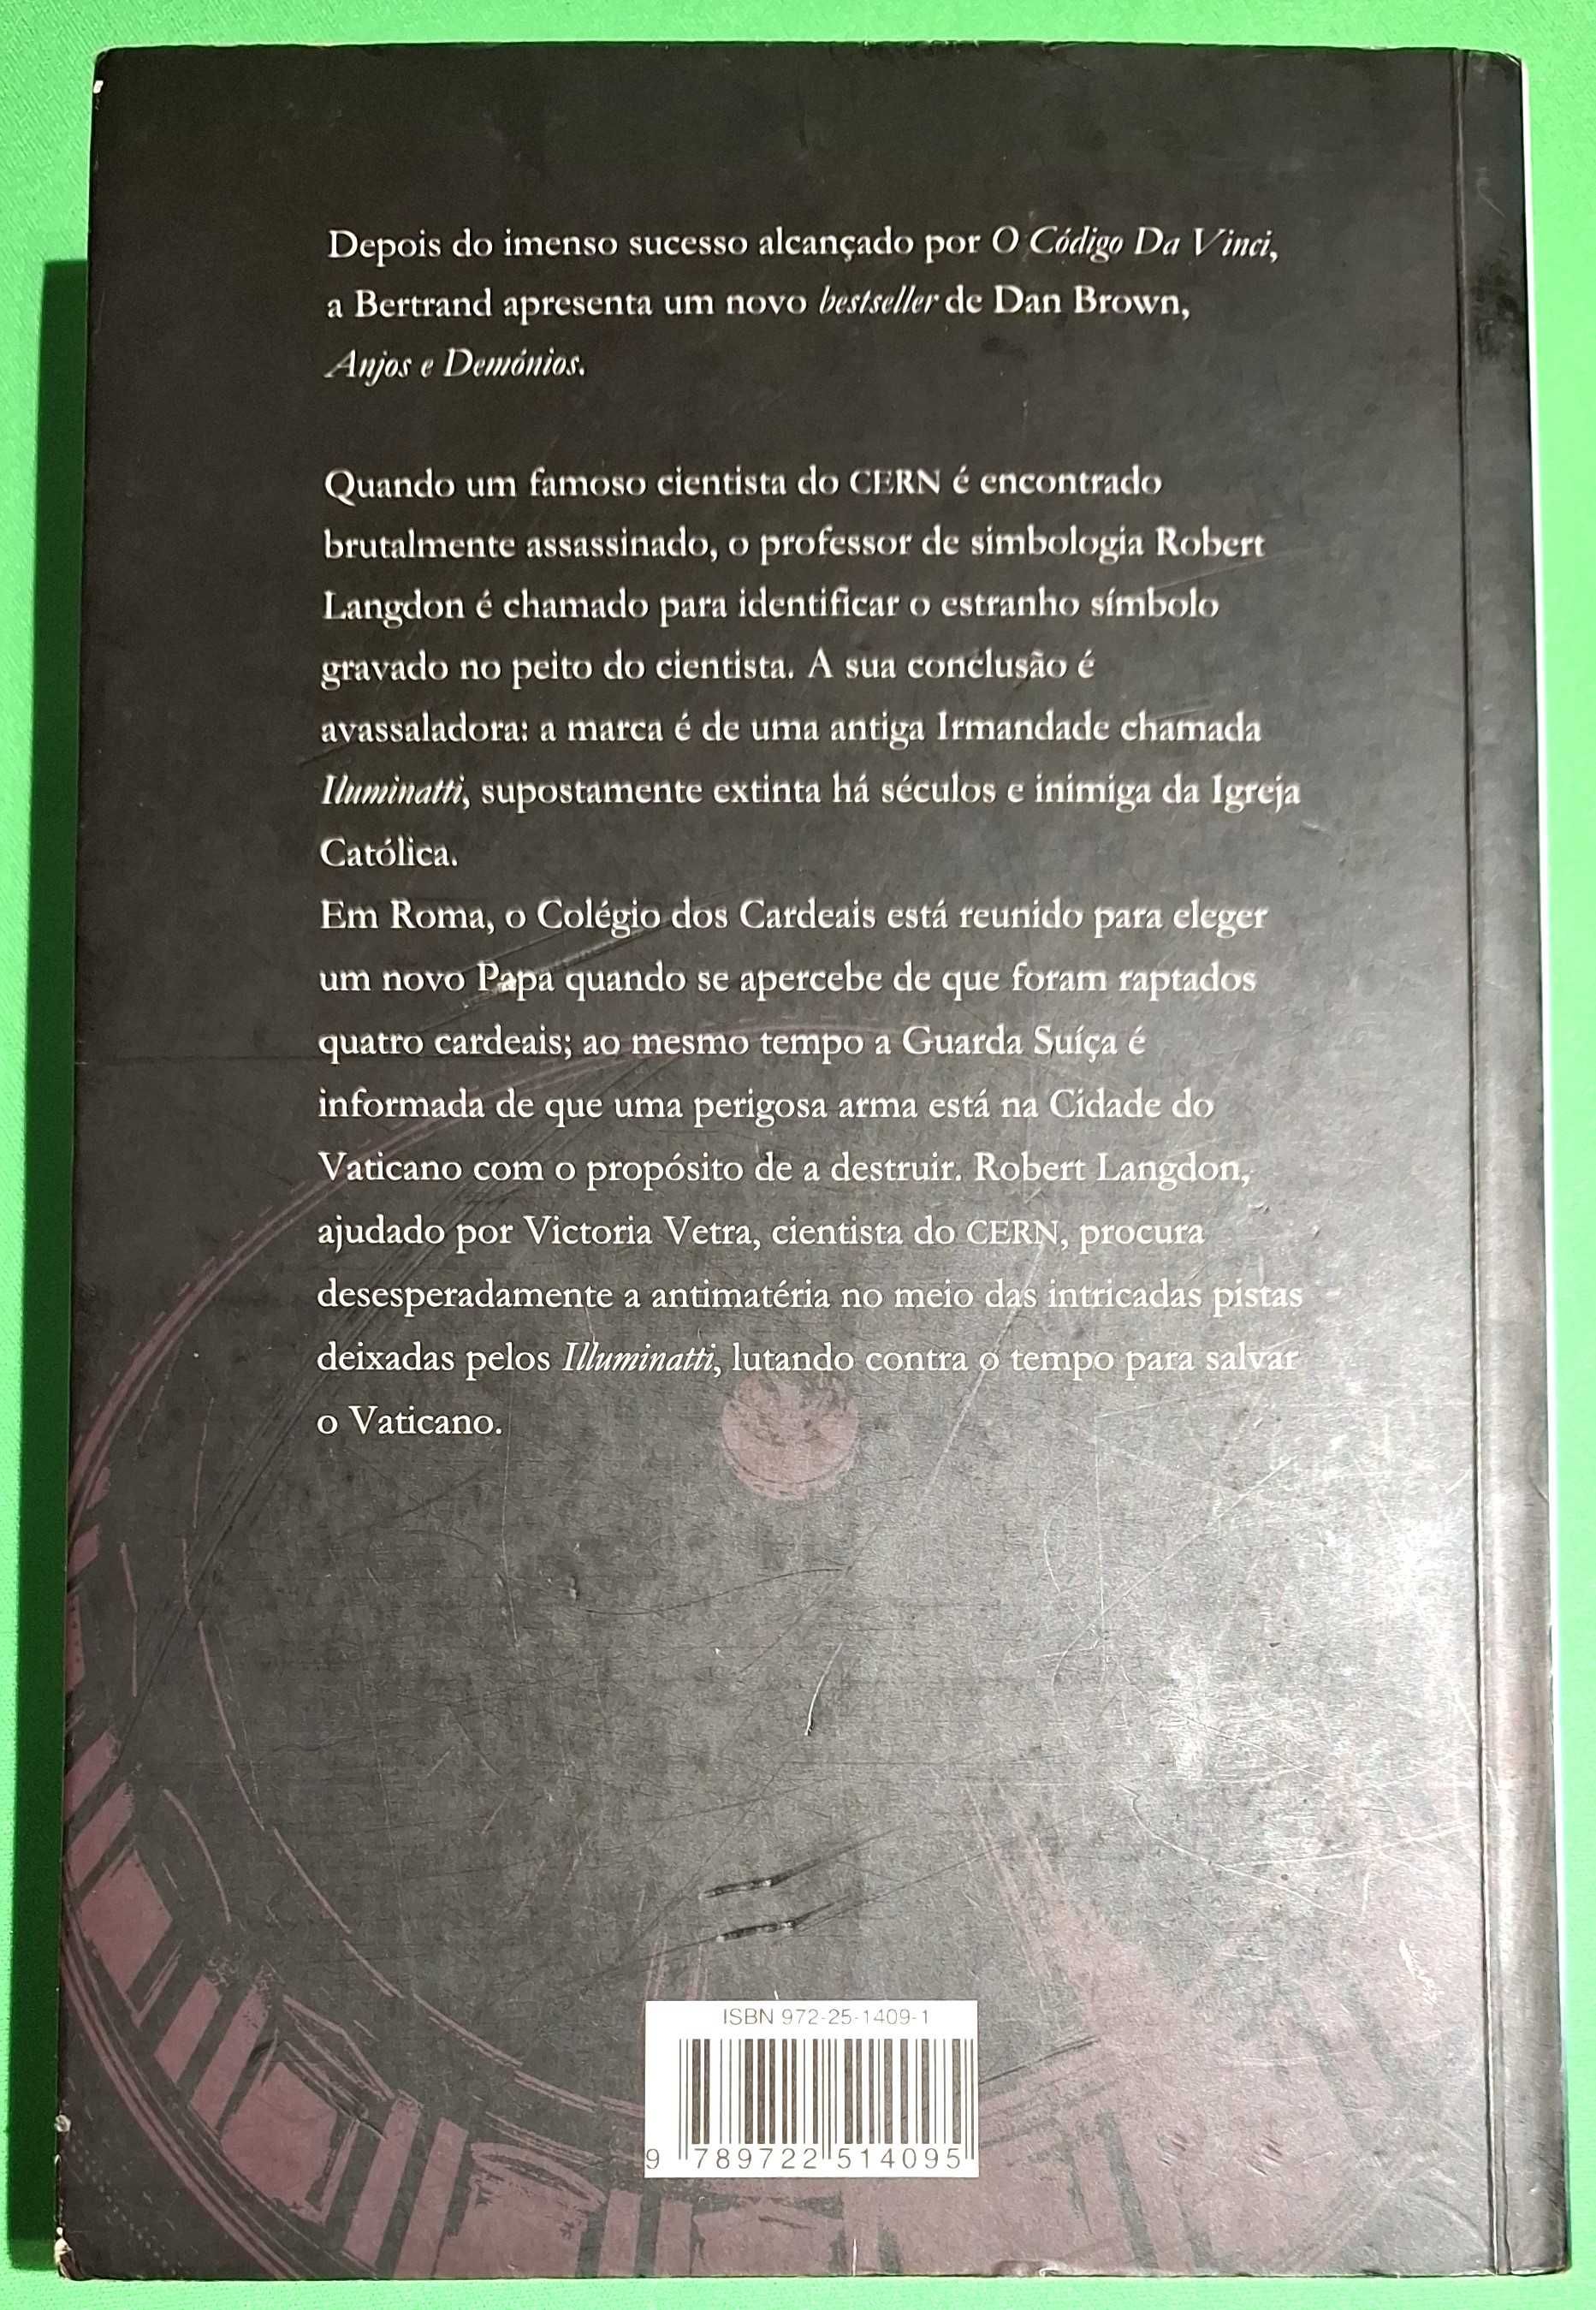 Depois do imenso sucesso alcançado por O Código Da Vinci,
a Bertrand apresenta um novo bestseller de Dan Brown,
Anjos e Demónios.
Quando um famoso cientista do CERN é encontrado
brutalmente assassinado, o professor de simbologia Robert
Langdon é chamado para identificar o estranho símbolo
gravado no peito do cientista. A sua conclusão é
avassaladora: a marca é de uma antiga Irmandade chamada
Iluminatti, supostamente extinta há séculos e inimiga da Igreja
Católica.
Em Roma, o Colégio dos Cardeais está reunido para eleger
um novo Papa quando se apercebe de que foram raptados
quatro cardeais; ao mesmo tempo a Guarda Suíça é
informada de que uma perigosa arma está na Cidade do
Vaticano com o propósito de a destruir. Robert Langdon,
ajudado por Victoria Vetra, cientista do CERN, procura
desesperadamente a antimatéria no meio das intricadas pistas
deixadas pelos Illuminatti, lutando contra o tempo para salvar
o Vaticano.
ISBN 972-25-1409-1
9 789722 514095